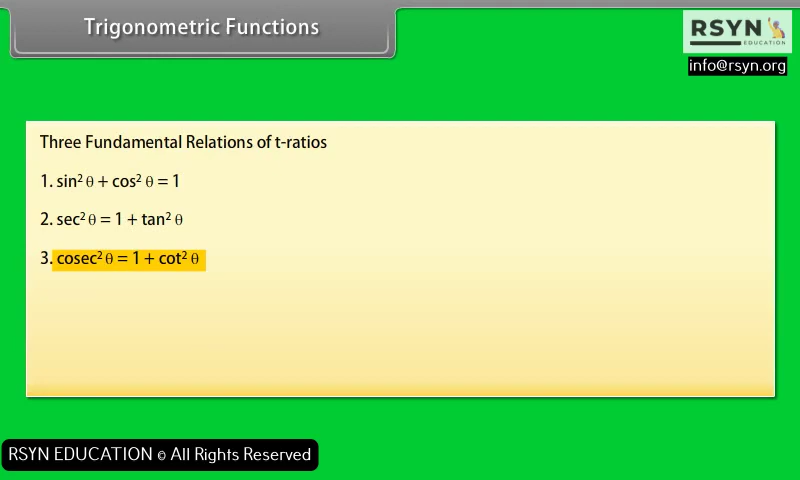 Trigonometric Functions
RSYN
EDUCATION
info@rsyn.org
Three Fundamental Relations of t-ratios
1. sin² θ + cos² θ = 1
2. sec² θ = 1 + tan² θ
3. cosec² θ = 1 + cot² θ
RSYN EDUCATION © All Rights Reserved